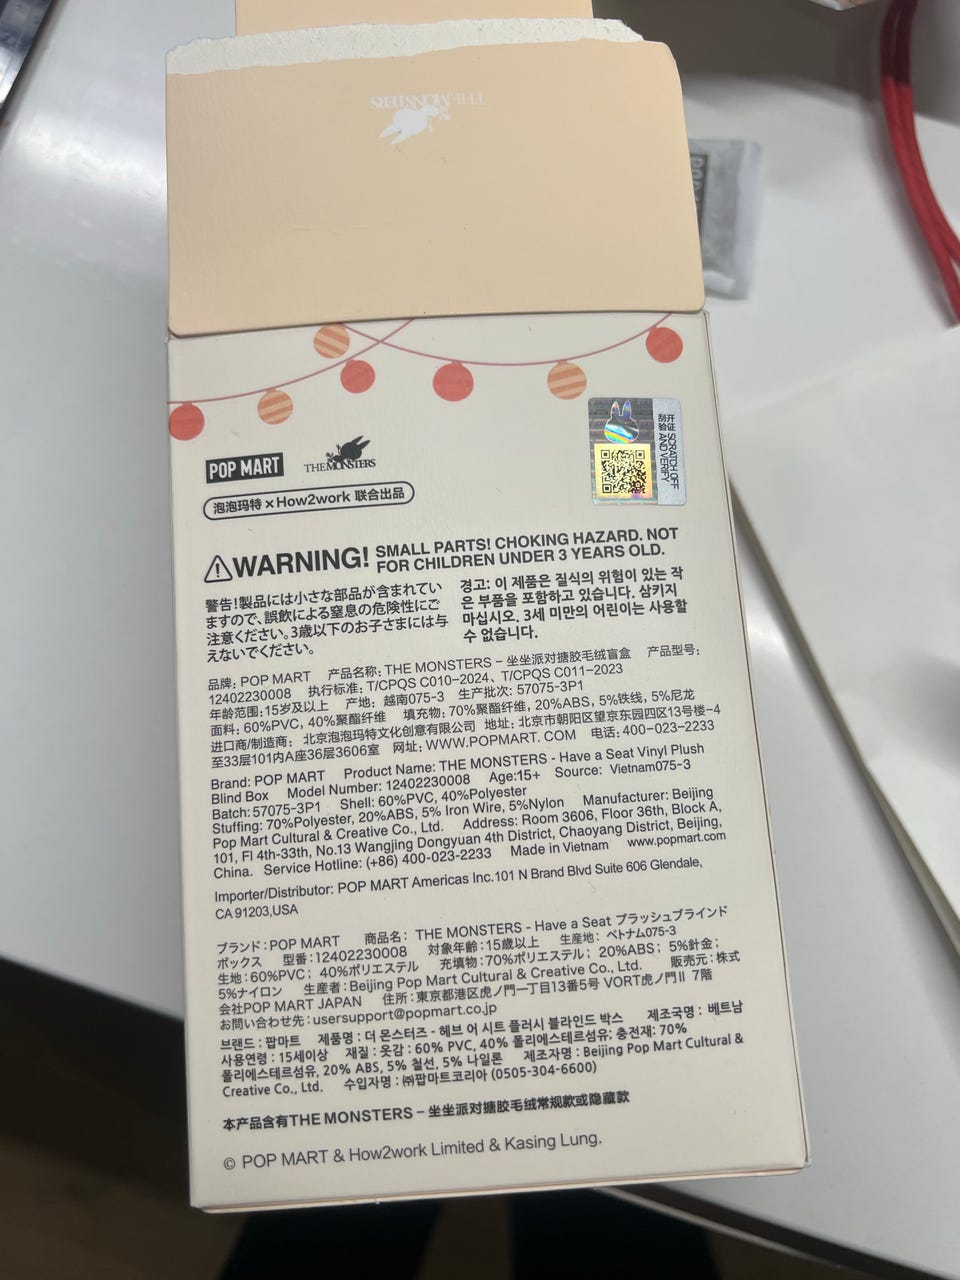 THE MONSTERS
POP MART
THE MONSTERS
泡泡玛特 × How2work 联合出品
刮开验证 SCRATCH OFF AND VERIFY
WARNING! SMALL PARTS! CHOKING HAZARD. NOT
FOR CHILDREN UNDER 3 YEARS OLD.
警告!製品には小さな部品が含まれてい
ますので、誤飲による窒息の危険性にご
注意ください。3歳以下のお子さまには与
えないでください。
경고: 이 제품은 질식의 위험이 있는 작
은 부품을 포함하고 있습니다. 삼키지
마십시오. 3세 미만의 어린이는 사용할
수 없습니다.
品牌: POP MART 产品名称: THE MONSTERS – 坐坐派对搪胶毛绒盲盒 产品型号:
12402230008 执行标准: T/CPQS C010-2024、T/CPQS C011-2023
年龄范围:15岁及以上 产地: 越南075-3 生产批次: 57075-3P1
面料: 60%PVC, 40%聚酯纤维 填充物: 70%聚酯纤维, 20%ABS, 5%铁线, 5%尼龙
进口商/制造商: 北京泡泡玛特文化创意有限公司 地址: 北京市朝阳区望京东园四区13号楼-4
至33层101内A座36层3606室 网址: WWW.POPMART.COM 电话: 400-023-2233
Brand: POP MART Product Name: THE MONSTERS - Have a Seat Vinyl Plush
Blind Box Model Number: 12402230008 Age:15+ Source: Vietnam075-3
Batch: 57075-3P1 Shell: 60%PVC, 40%Polyester
Stuffing: 70%Polyester, 20%ABS, 5% Iron Wire, 5%Nylon Manufacturer: Beijing
Pop Mart Cultural & Creative Co., Ltd. Address: Room 3606, Floor 36th, Block A,
101, Fl 4th-33th, No.13 Wangjing Dongyuan 4th District, Chaoyang District, Beijing,
China. Service Hotline: (+86) 400-023-2233 Made in Vietnam www.popmart.com
Importer/Distributor: POP MART Americas Inc.101 N Brand Blvd Suite 606 Glendale,
CA 91203,USA
ブランド:POP MART 商品名: THE MONSTERS - Have a Seat プラッシュブラインド
ボックス 型番:12402230008 対象年齢:15歳以上 生産地: ベトナム075-3
生地:60%PVC; 40%ポリエステル 充填物:70%ポリエステル; 20%ABS; 5%針金;
5%ナイロン 生産者:Beijing Pop Mart Cultural & Creative Co., Ltd. 販売元:株式
会社POP MART JAPAN 住所:東京都港区虎ノ門一丁目13番5号 VORT虎ノ門Ⅱ 7階
お問い合わせ先:usersupport@popmart.co.jp
브랜드 : 팝마트 제품명 : 더 몬스터즈 - 헤브 어 시트 플러시 블라인드 박스 제조국명 : 베트남
사용연령 : 15세이상 재질 : 옷감 : 60% PVC, 40% 폴리에스테르섬유; 충전재: 70%
폴리에스테르섬유, 20% ABS, 5% 철선, 5% 나일론 제조자명 : Beijing Pop Mart Cultural &
Creative Co., Ltd. 수입자명 : ㈜팝마트코리아 (0505-304-6600)
本产品含有THE MONSTERS – 坐坐派对搪胶毛绒常规款或隐藏款
© POP MART & How2work Limited & Kasing Lung.